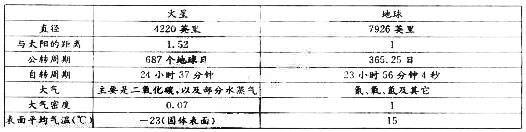 火星 地球
直径 4220 英里 7926 英里
与太阳的距离 1.52 1
公转周期 687 个地球日 365.25 日
自转周期 24 小时 37 分钟 23 小时 56 分钟 4 秒
大气 主要是二氧化碳,以及部分水蒸气 氧、氮、氩及其它
大气密度 0.07 1
表面平均气温(℃) —23(固体表面) 15